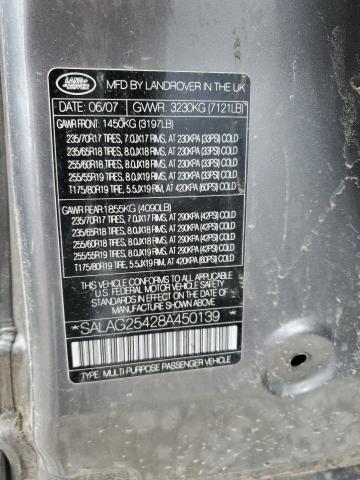 LAND ROVER
MFD BY LANDROVER IN THE UK
DATE: 06/07 GVWR: 3230KG (7121LB)
GAWR FRONT: 1450KG (3197LB)
235/70R17 TIRES, 7.0JX17 RIMS, AT 230KPA (33PSI) COLD
235/65R18 TIRES, 8.0JX18 RIMS, AT 230KPA (33PSI) COLD
255/60R18 TIRES, 8.0JX18 RIMS, AT 230KPA (33PSI) COLD
255/55R19 TIRES, 8.0JX19 RIMS, AT 230KPA (33PSI) COLD
T175/80R19 TIRE, 5.5JX19 RIM, AT 420KPA (60PSI) COLD
GAWR REAR 1855KG (4090LB)
235/70R17 TIRES, 7.0JX17 RIMS, AT 290KPA (42PSI) COLD
235/65R18 TIRES, 8.0JX18 RIMS, AT 290KPA (42PSI) COLD
255/60R18 TIRES, 8.0JX18 RIMS, AT 290KPA (42PSI) COLD
255/55R19 TIRES, 8.0JX19 RIMS, AT 290KPA (42PSI) COLD
T175/80R19 TIRE, 5.5JX19 RIM, AT 420KPA (60PSI) COLD
THIS VEHICLE CONFORMS TO ALL APPLICABLE U.S.
FEDERAL MOTOR VEHICLE SAFETY
AND THEFT PREVENTION STANDARDS IN EFFECT
ON THE DATE OF MANUFACTURE SHOWN ABOVE
*SALAG25428A450139*
TYPE: MULTI-PURPOSE PASSENGER VEHICLE